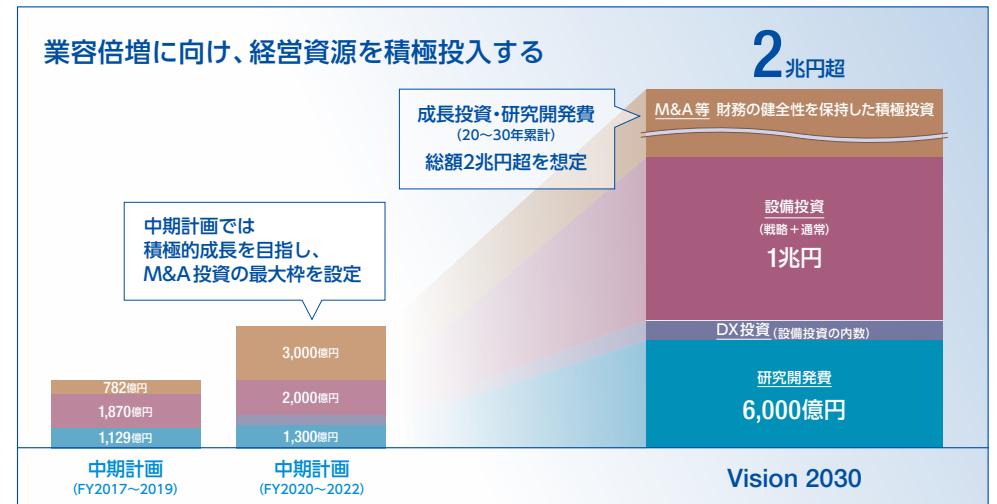 業容倍増に向け、経営資源を積極投入する
2兆円超
成長投資・研究開発費
(20〜30年累計)
総額2兆円超を想定
M&A等 財務の健全性を保持した積極投資
中期計画では
積極的成長を目指し、
M&A投資の最大枠を設定
設備投資
(戦略+通常)
1兆円
DX投資(設備投資の内数)
研究開発費
6,000億円
782億円
1,870億円
1,129億円
3,000億円
2,000億円
1,300億円
中期計画
(FY2017〜2019)
中期計画
(FY2020〜2022)
Vision 2030